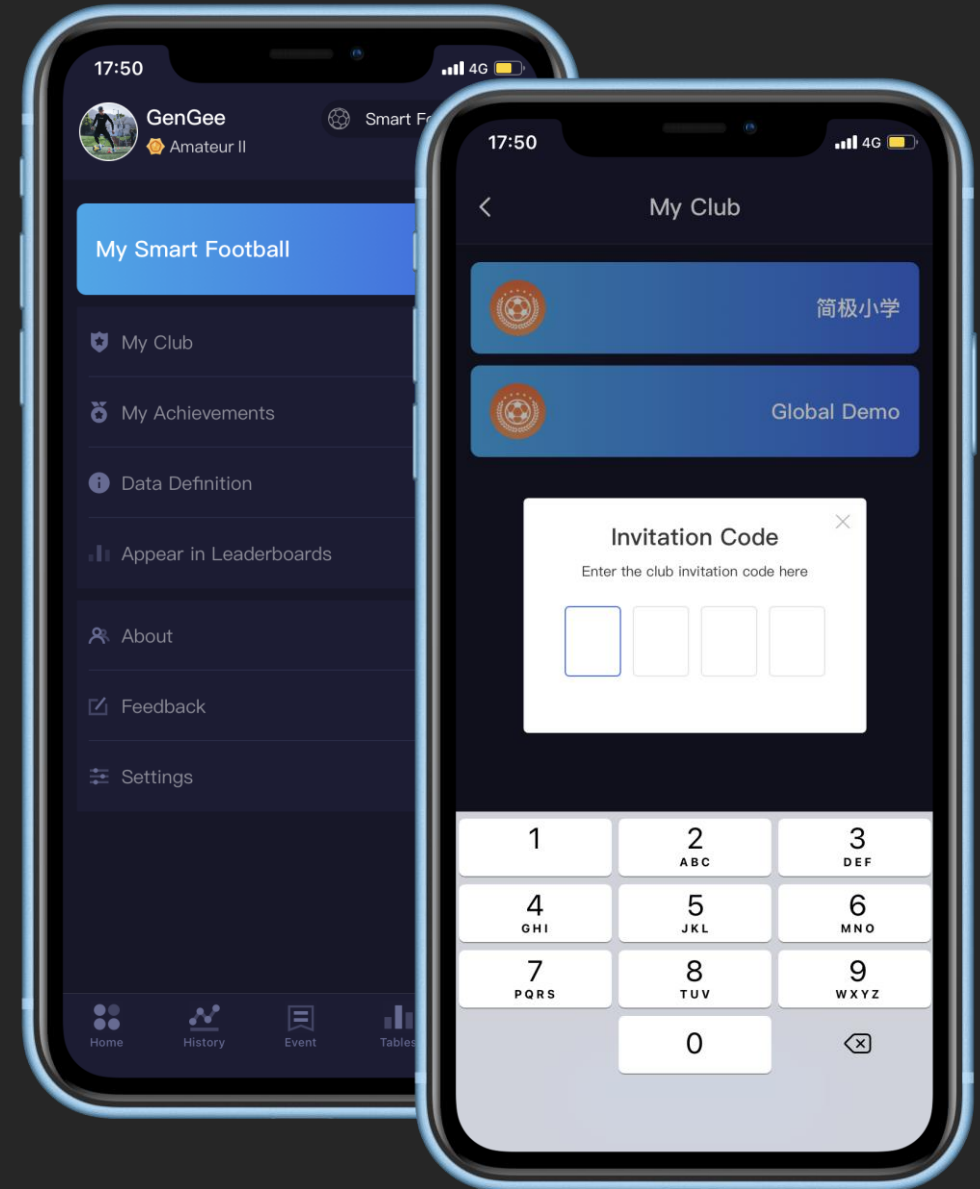 17:50
4G
GenGee
Amateur II
Smart Fo
My Smart Football
My Club
My Achievements
Data Definition
Appear in Leaderboards
About
Feedback
Settings
Home
History
Event
Tables
17:50
4G
My Club
简极小学
Global Demo
Invitation Code
Enter the club invitation code here
1
2
3
ABC
DEF
4
5
6
GHI
JKL
MNO
7
8
9
PQRS
TUV
WXYZ
0